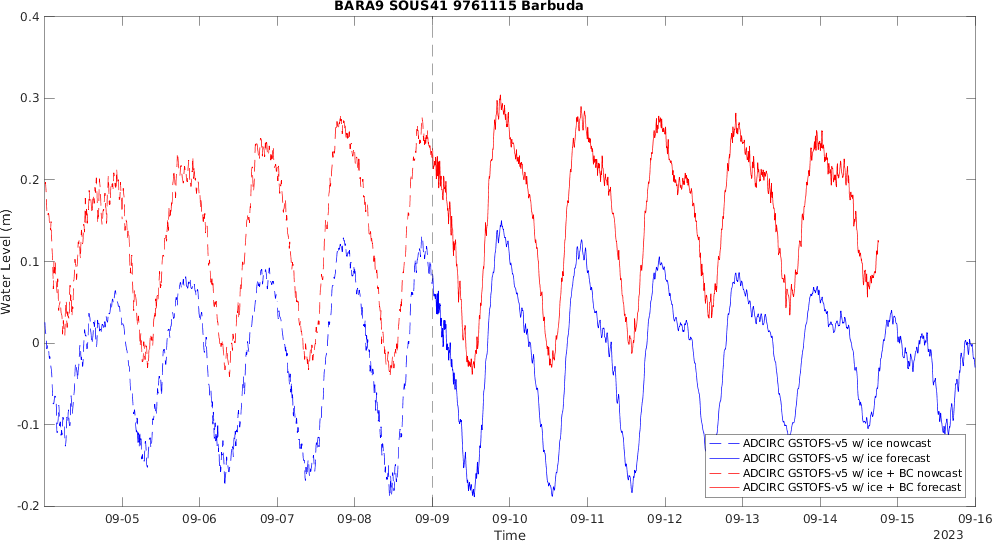 BARA9 SOUS41 9761115 Barbuda
Water Level (m)
0.4
0.3
0.2
0.1
0
-0.1
-0.2
ADCIRC GSTOFS-v5 w/ ice nowcast
ADCIRC GSTOFS-v5 w/ ice forecast
ADCIRC GSTOFS-v5 w/ ice + BC nowcast
ADCIRC GSTOFS-v5 w/ ice + BC forecast
09-05 09-06 09-07 09-08 09-09 09-10 09-11 09-12 09-13 09-14 09-15 09-16
Time 2023